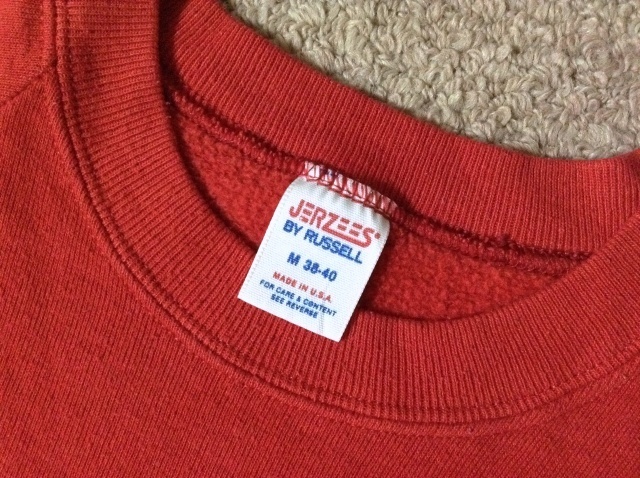 JERZEES
BY RUSSELL
M 38-40
MADE IN U.S.A.
FOR CARE & CONTENT
SEE REVERSE